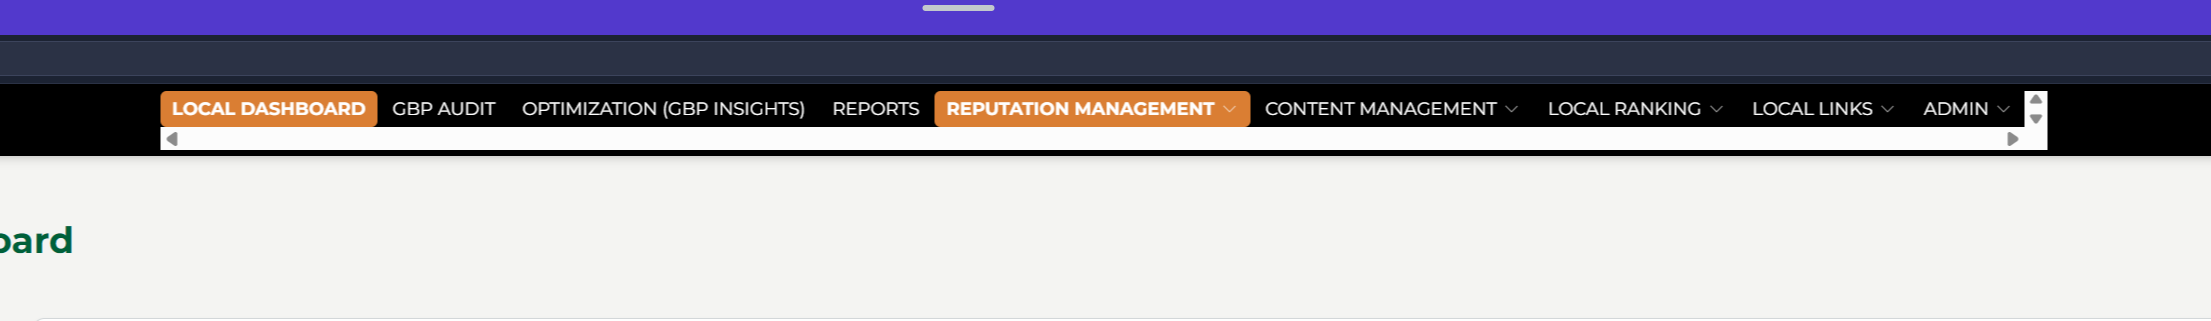 LOCAL DASHBOARD GBP AUDIT OPTIMIZATION (GBP INSIGHTS) REPORTS REPUTATION MANAGEMENT CONTENT MANAGEMENT LOCAL RANKING LOCAL LINKS ADMIN
oard